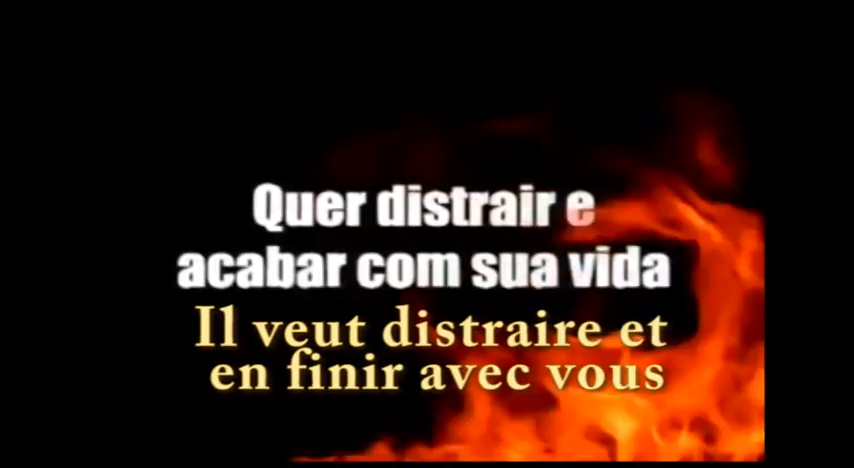 Quer distrair e
acabar com sua vida
Il veut distraire et
en finir avec vous